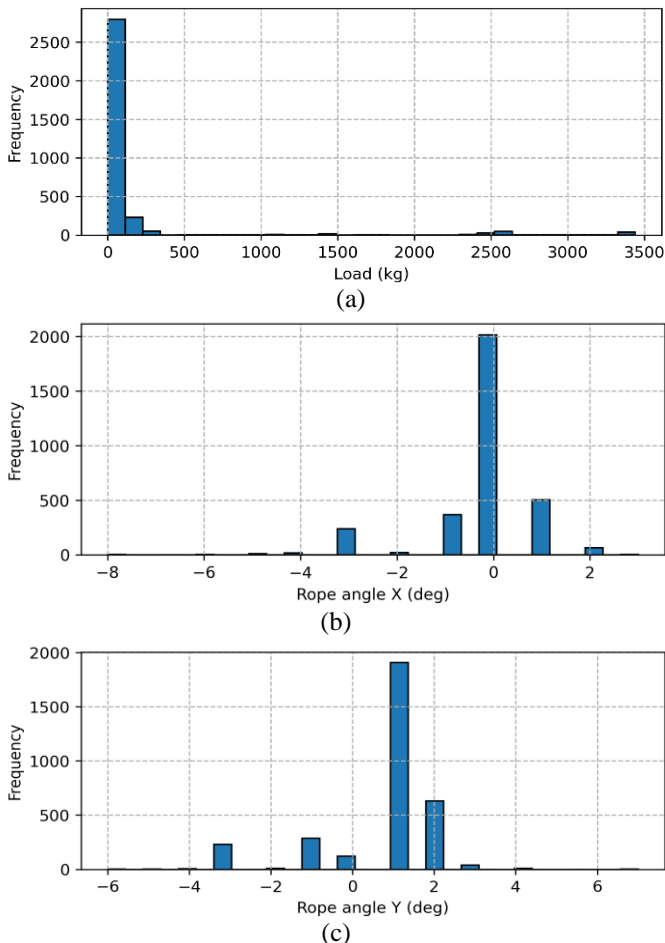 2500
2000
1500
1000
500
0
Frequency
0 500 1000 1500 2000 2500 3000 3500
Load (kg)
(a)
2000
1500
1000
500
0
Frequency
−8 −6 −4 −2 0 2
Rope angle X (deg)
(b)
2000
1500
1000
500
0
Frequency
−6 −4 −2 0 2 4 6
Rope angle Y (deg)
(c)